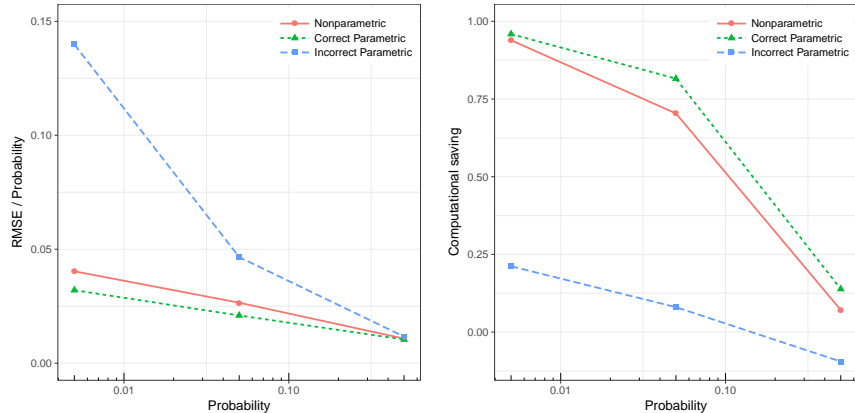 0.15
0.10
0.05
0.00
RMSE / Probability
Nonparametric
Correct Parametric
Incorrect Parametric
0.01
0.10
Probability
1.00
0.75
0.50
0.25
0.00
Computational saving
Nonparametric
Correct Parametric
Incorrect Parametric
0.01
0.10
Probability